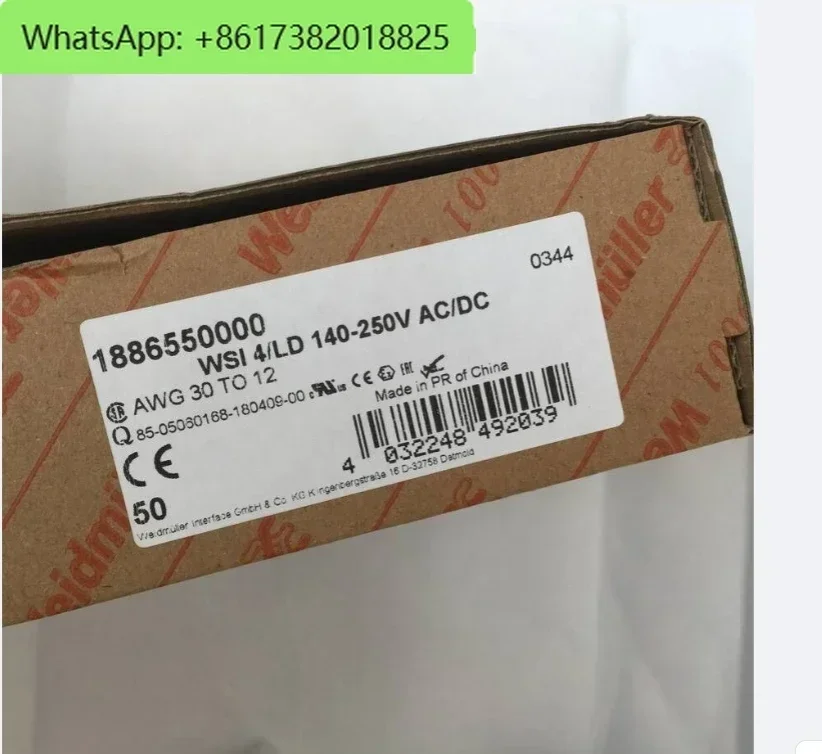 WhatsApp: +8617382018825
Weidmüller
0344
1886550000
WSI 4/LD 140-250V AC/DC
AWG 30 TO 12
Q 85-05060168-180409-00
Made in PR of China
CE
4 032248 492039
50
Weidmüller Interface GmbH & Co. KG Klingenbergstraße 16 D-32758 Detmold